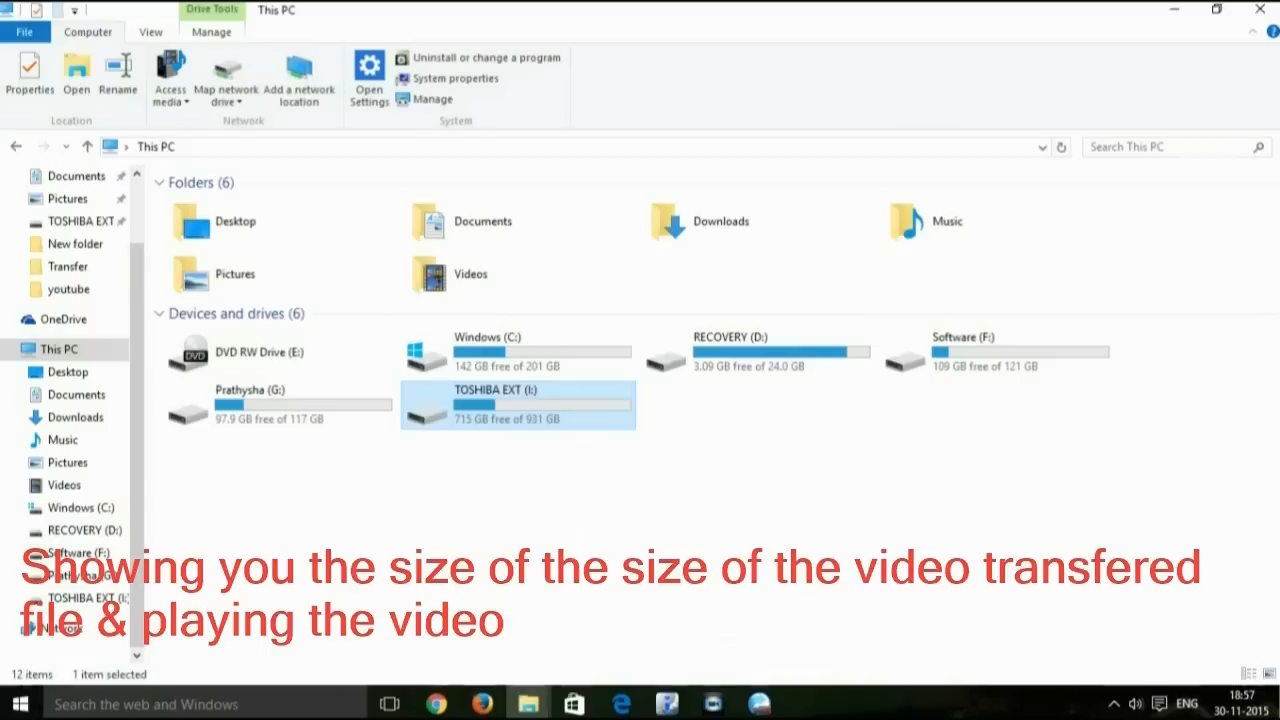 Drive Tools
This PC
File
Computer
View
Manage
Properties
Open
Rename
Access media
Map network drive
Add a network location
Open Settings
Uninstall or change a program
System properties
Manage
Location
Network
System
This PC
Search This PC
Documents
Pictures
TOSHIBA EXT
New folder
Transfer
youtube
OneDrive
This PC
Desktop
Documents
Downloads
Music
Pictures
Videos
Windows (C:)
RECOVERY (D:)
Software (F:)
Prathysha (G:)
TOSHIBA EXT (I:)
Network
Folders (6)
Desktop
Documents
Downloads
Music
Pictures
Videos
Devices and drives (6)
DVD RW Drive (E:)
Windows (C:)
142 GB free of 201 GB
RECOVERY (D:)
3.09 GB free of 24.0 GB
Software (F:)
109 GB free of 121 GB
Prathysha (G:)
97.9 GB free of 117 GB
TOSHIBA EXT (I:)
715 GB free of 931 GB
Showing you the size of the size of the video transfered
file & playing the video
12 items
1 item selected
Search the web and Windows
ENG
18:57
30-11-2015